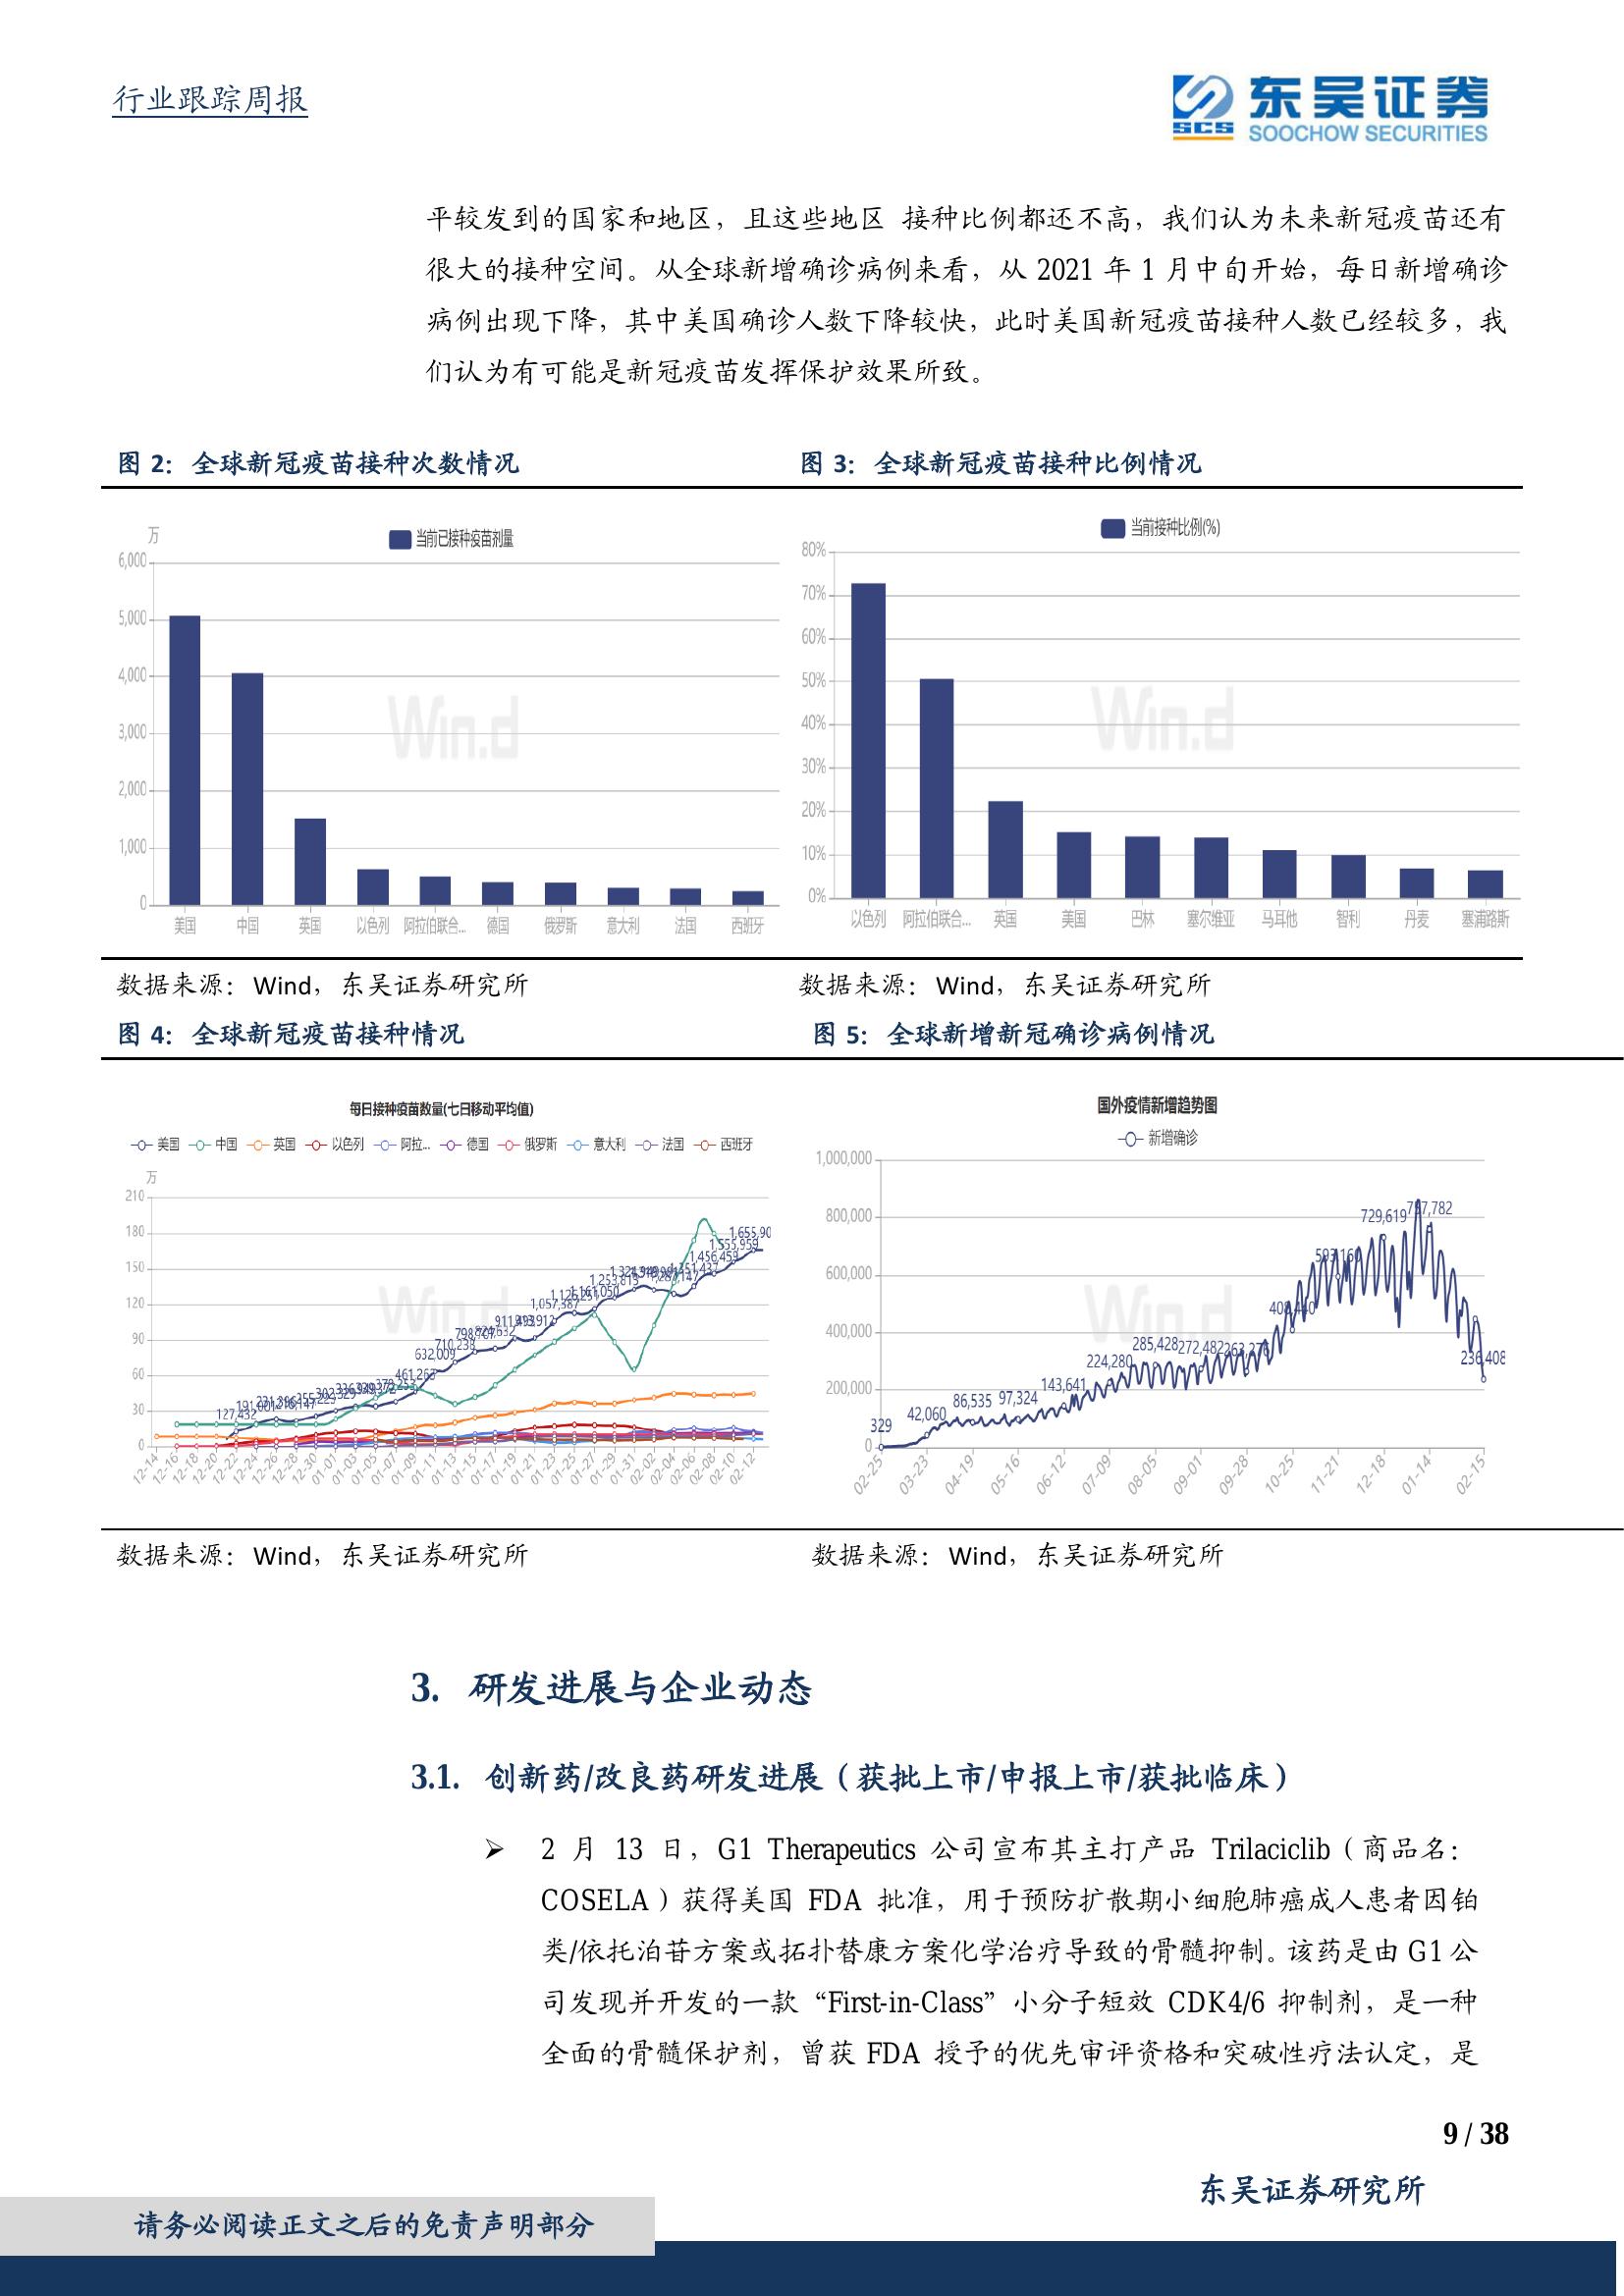 行业跟踪周报
东吴证券
SCS
SOOCHOW SECURITIES
平较发到的国家和地区，且这些地区 接种比例都还不高，我们认为未来新冠疫苗还有
很大的接种空间。从全球新增确诊病例来看，从 2021 年 1 月中旬开始，每日新增确诊
病例出现下降，其中美国确诊人数下降较快，此时美国新冠疫苗接种人数已经较多，我
们认为有可能是新冠疫苗发挥保护效果所致。
图 2：全球新冠疫苗接种次数情况
万
当前已接种疫苗剂量
6,000
5,000
4,000
3,000
2,000
1,000
0
Win.d
美国 中国 英国 以色列 阿拉伯联合... 德国 俄罗斯 意大利 法国 西班牙
数据来源：Wind，东吴证券研究所
图 3：全球新冠疫苗接种比例情况
当前接种比例(%)
80%
70%
60%
50%
40%
30%
20%
10%
0%
Win.d
以色列 阿拉伯联合... 英国 美国 巴林 塞尔维亚 马耳他 智利 丹麦 塞浦路斯
数据来源：Wind，东吴证券研究所
图 4：全球新冠疫苗接种情况
每日接种疫苗数量(七日移动平均值)
美国 中国 英国 以色列 阿拉... 德国 俄罗斯 意大利 法国 西班牙
万
210
180
150
120
90
60
30
0
Win.d
127,432
461,263
632,009
710,238
1,057,387
1,253,813
1,456,459
1,555,959
1,655,90
12-14 12-16 12-18 12-20 12-22 12-24 12-26 12-28 12-30 01-01 01-03 01-05 01-07 01-09 01-11 01-13 01-15 01-17 01-19 01-21 01-23 01-25 01-27 01-29 01-31 02-02 02-04 02-06 02-08 02-10 02-12
数据来源：Wind，东吴证券研究所
图 5：全球新增新冠确诊病例情况
国外疫情新增趋势图
新增确诊
1,000,000
800,000
600,000
400,000
200,000
0
Win.d
329
42,060
86,535
97,324
143,641
224,280
285,428
272,482
408,440
729,619
236,408
02-25 03-23 04-19 05-16 06-12 07-09 08-05 09-01 09-28 10-25 11-21 12-18 01-14 02-15
数据来源：Wind，东吴证券研究所
3. 研发进展与企业动态
3.1. 创新药/改良药研发进展（获批上市/申报上市/获批临床）
➢ 2 月 13 日，G1 Therapeutics 公司宣布其主打产品 Trilaciclib（商品名：
COSELA）获得美国 FDA 批准，用于预防扩散期小细胞肺癌成人患者因铂
类/依托泊苷方案或拓扑替康方案化学治疗导致的骨髓抑制。该药是由 G1 公
司发现并开发的一款 “First-in-Class” 小分子短效 CDK4/6 抑制剂，是一种
全面的骨髓保护剂，曾获 FDA 授予的优先审评资格和突破性疗法认定，是
9 / 38
东吴证券研究所
请务必阅读正文之后的免责声明部分